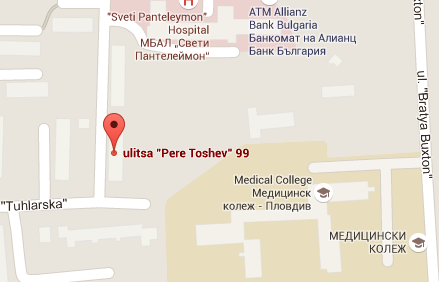 "Sveti Panteleymon"
Hospital
МБАЛ „Свети
Пантелеймон"
ATM Allianz
Bank Bulgaria
Банкомат на Алианц
Банк България
ul. "Bratya Buxton"
ulitsa "Pere Toshev" 99
Medical College
Медицинск
колеж - Пловдив
"Tuhlarska"
МЕДИЦИНСКИ
КОЛЕЖ
"Bratya
H